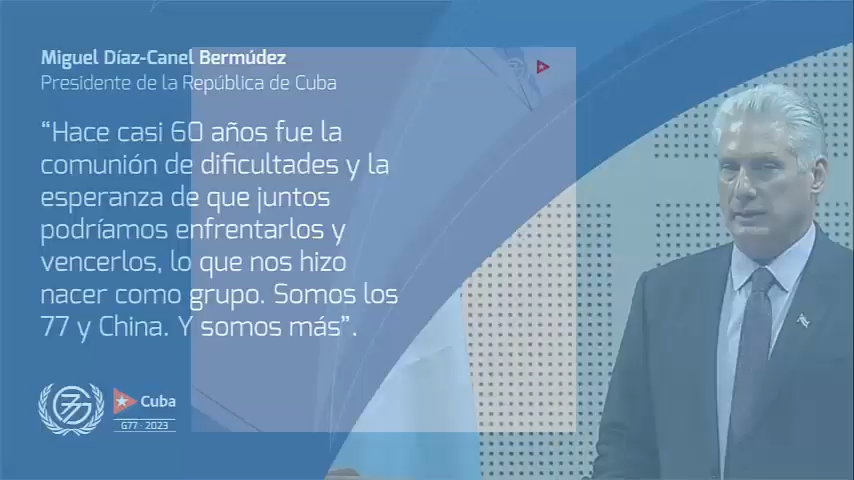 Miguel Díaz-Canel Bermúdez
Presidente de la República de Cuba
“Hace casi 60 años fue la
comunión de dificultades y la
esperanza de que juntos
podríamos enfrentarlos y
vencerlos, lo que nos hizo
nacer como grupo. Somos los
77 y China. Y somos más”.
77
Cuba
G77 · 2023